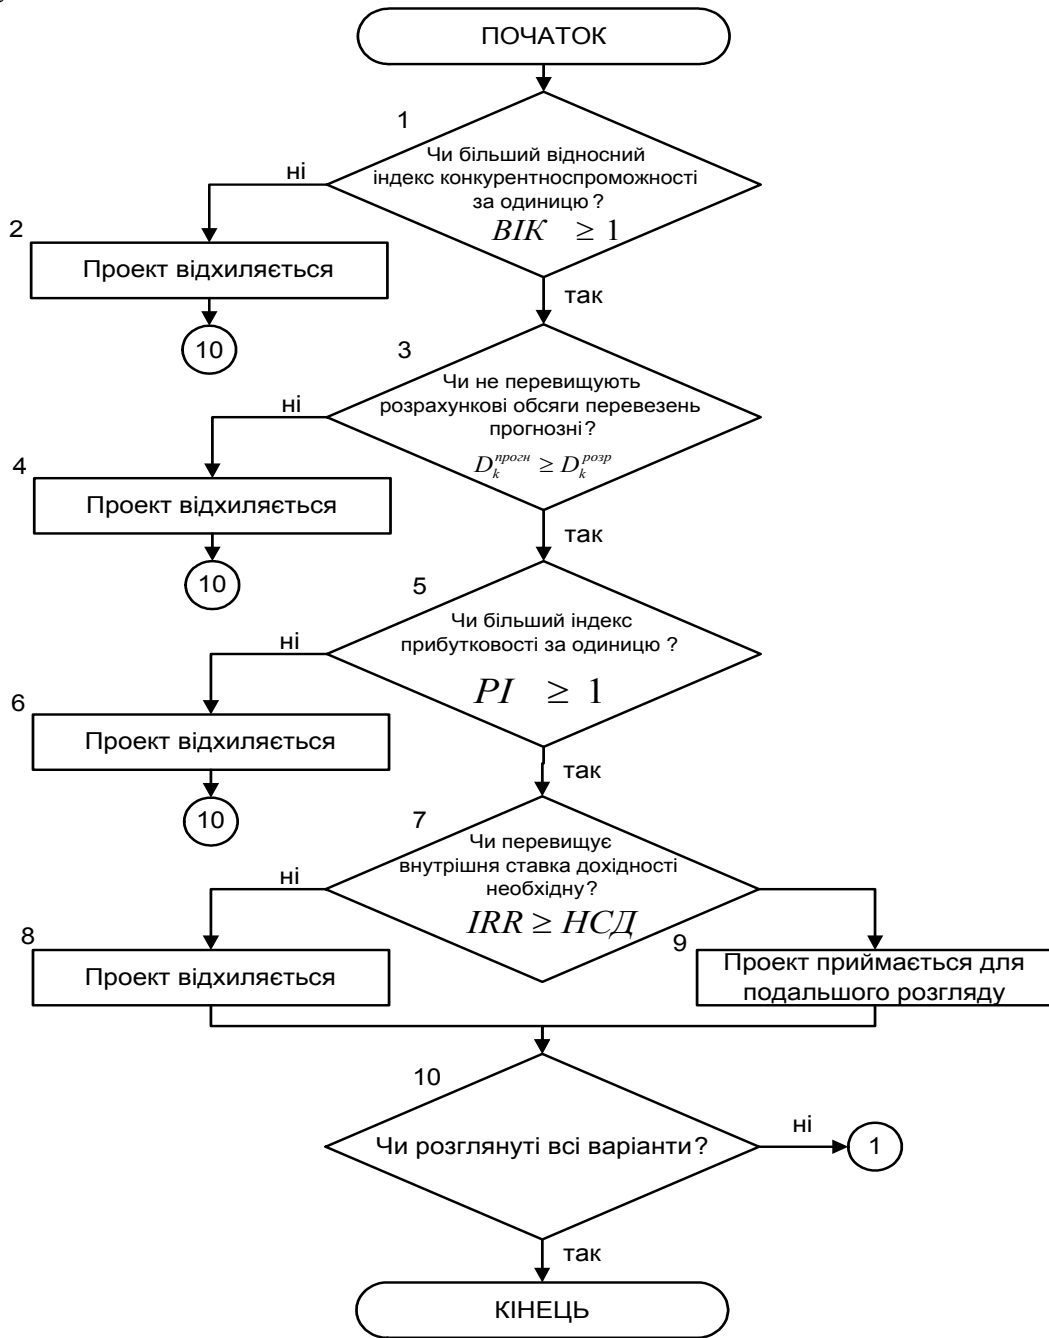 ПОЧАТОК
1
Чи більший відносний
індекс конкурентноспроможності
за одиницю ?
ВІК ≥ 1
ні
так
2
Проект відхиляється
10
3
Чи не перевищують
розрахункові обсяги перевезень
прогнозні ?
D_k^{прогн} ≥ D_k^{розр}
ні
так
4
Проект відхиляється
10
5
Чи більший індекс
прибутковості за одиницю ?
PI ≥ 1
ні
так
6
Проект відхиляється
10
7
Чи перевищує
внутрішня ставка дохідності
необхідну ?
IRR ≥ НСД
ні
8
Проект відхиляється
9
Проект приймається для
подальшого розгляду
10
Чи розглянуті всі варіанти ?
ні
1
так
КІНЕЦЬ